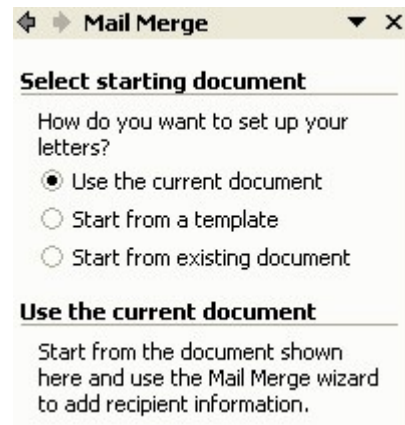 Mail Merge
Select starting document
How do you want to set up your
letters?
Use the current document
Start from a template
Start from existing document
Use the current document
Start from the document shown
here and use the Mail Merge wizard
to add recipient information.